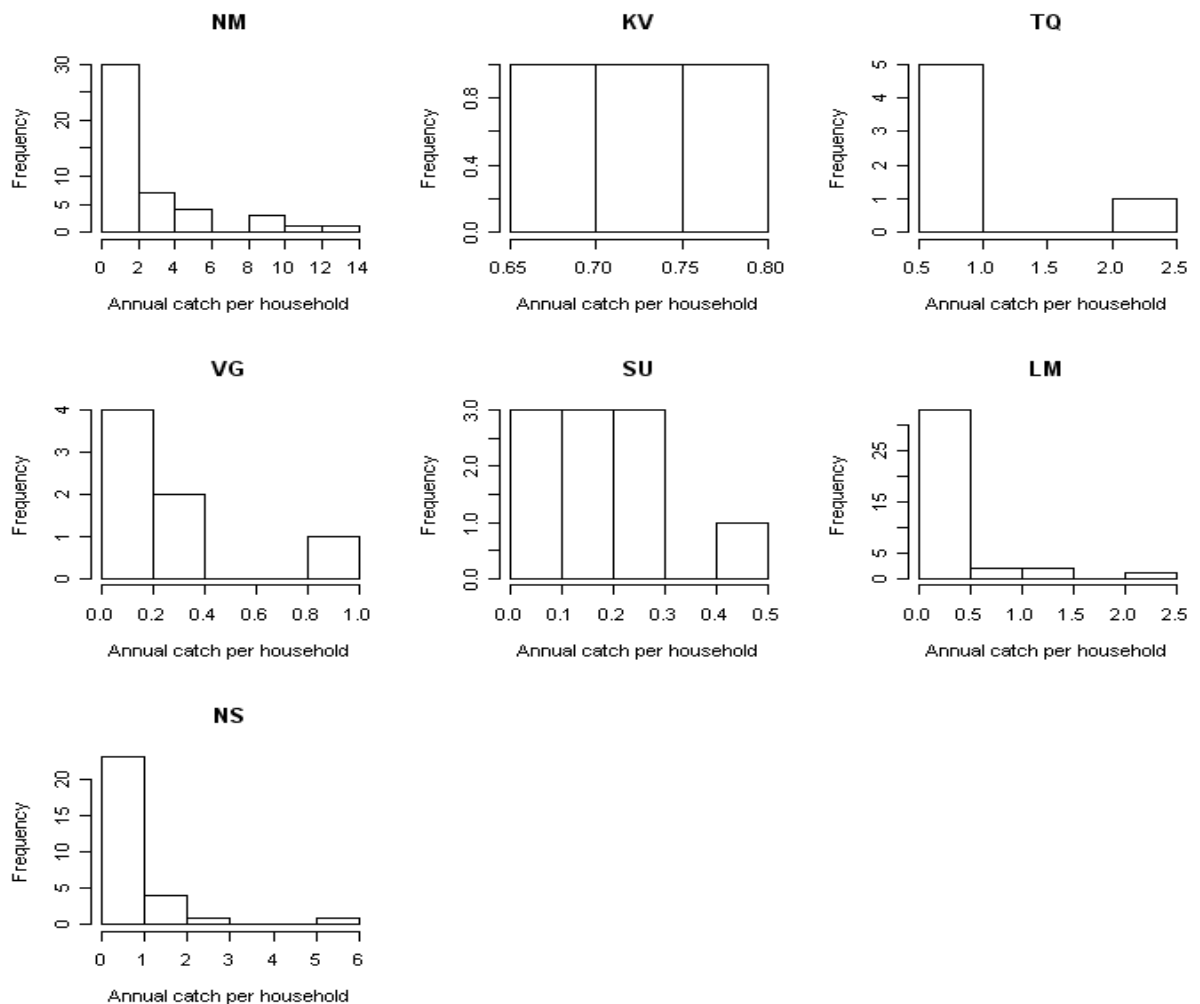 NM
Frequency
0 5 10 20 30
0 2 4 6 8 10 12 14
Annual catch per household
KV
Frequency
0.0 0.4 0.8
0.65 0.70 0.75 0.80
Annual catch per household
TQ
Frequency
0 1 2 3 4 5
0.5 1.0 1.5 2.0 2.5
Annual catch per household
VG
Frequency
0 1 2 3 4
0.0 0.2 0.4 0.6 0.8 1.0
Annual catch per household
SU
Frequency
0.0 1.0 2.0 3.0
0.0 0.1 0.2 0.3 0.4 0.5
Annual catch per household
LM
Frequency
0 5 15 25
0.0 0.5 1.0 1.5 2.0 2.5
Annual catch per household
NS
Frequency
0 5 10 15 20
0 1 2 3 4 5 6
Annual catch per household